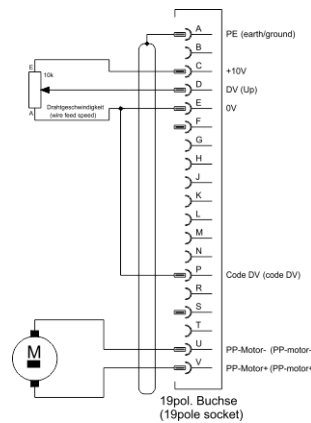 A PE (earth/ground)
B
C +10V
D DV (Up)
E 0V
F
G
H
J
K
L
M
N
P Code DV (code DV)
R
S
T
U PP-Motor- (PP-motor-
V PP-Motor+ (PP-motor+
E
10k
A
Drahtgeschwindigkeit
(wire feed speed)
M
19pol. Buchse
(19pole socket)